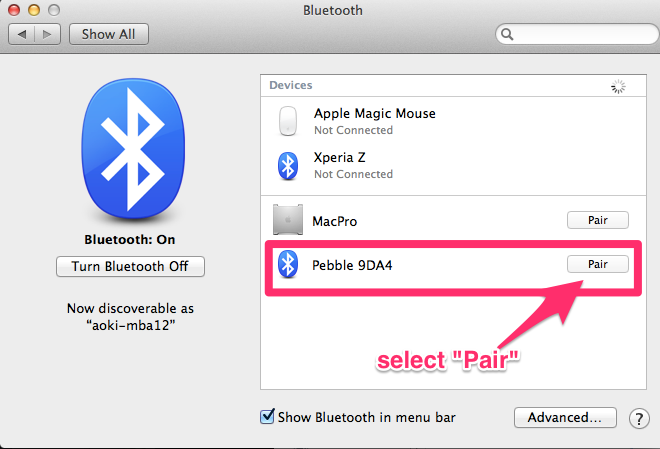 Bluetooth
Show All
Devices
Apple Magic Mouse
Not Connected
Xperia Z
Not Connected
MacPro
Pair
Pebble 9DA4
Pair
Bluetooth: On
Turn Bluetooth Off
Now discoverable as
“aoki-mba12”
select "Pair"
Show Bluetooth in menu bar
Advanced...
?